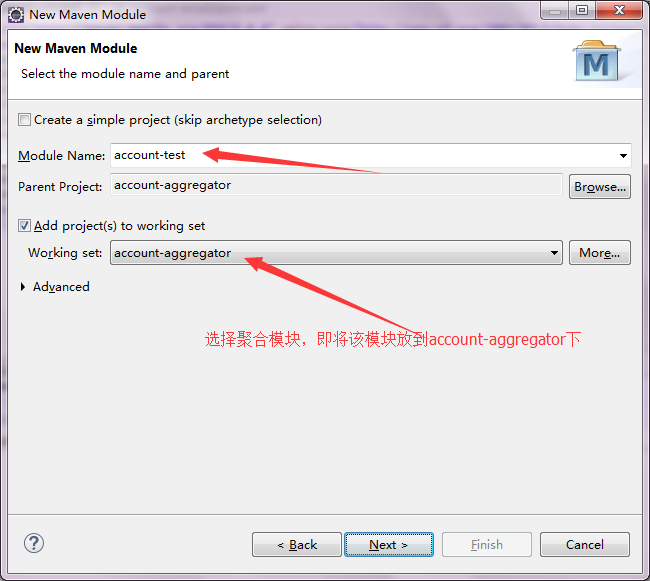 New Maven Module
New Maven Module
Select the module name and parent
M
Create a simple project (skip archetype selection)
Module Name: account-test
Parent Project: account-aggregator Browse...
Add project(s) to working set
Working set: account-aggregator More...
Advanced
选择聚合模块，即将该模块放到account-aggregator下
? < Back Next > Finish Cancel